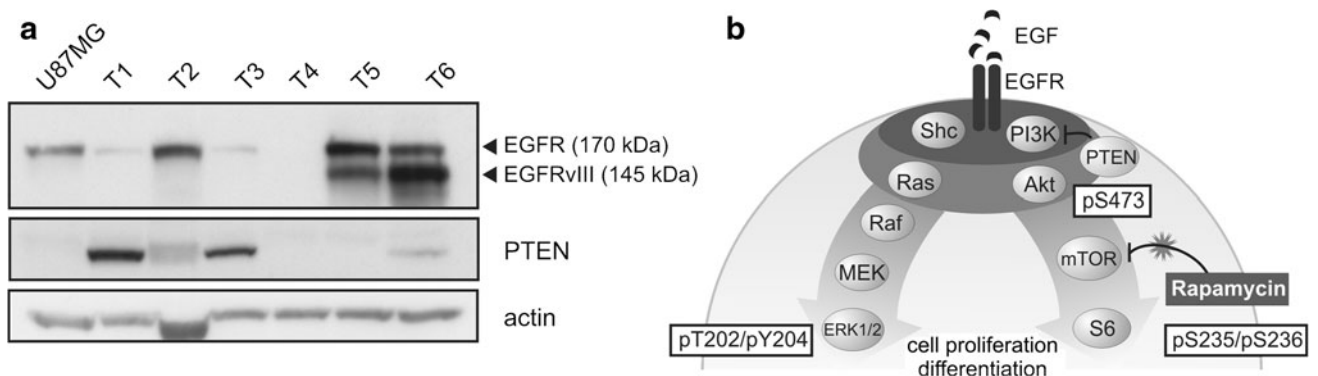 a
U87MG T1 T2 T3 T4 T5 T6
EGFR (170 kDa)
EGFRvIII (145 kDa)
PTEN
actin
b
EGF
EGFR
Shc
PI3K
PTEN
Ras
Akt
pS473
Raf
mTOR
MEK
Rapamycin
pT202/pY204
ERK1/2
S6
pS235/pS236
cell proliferation
differentiation